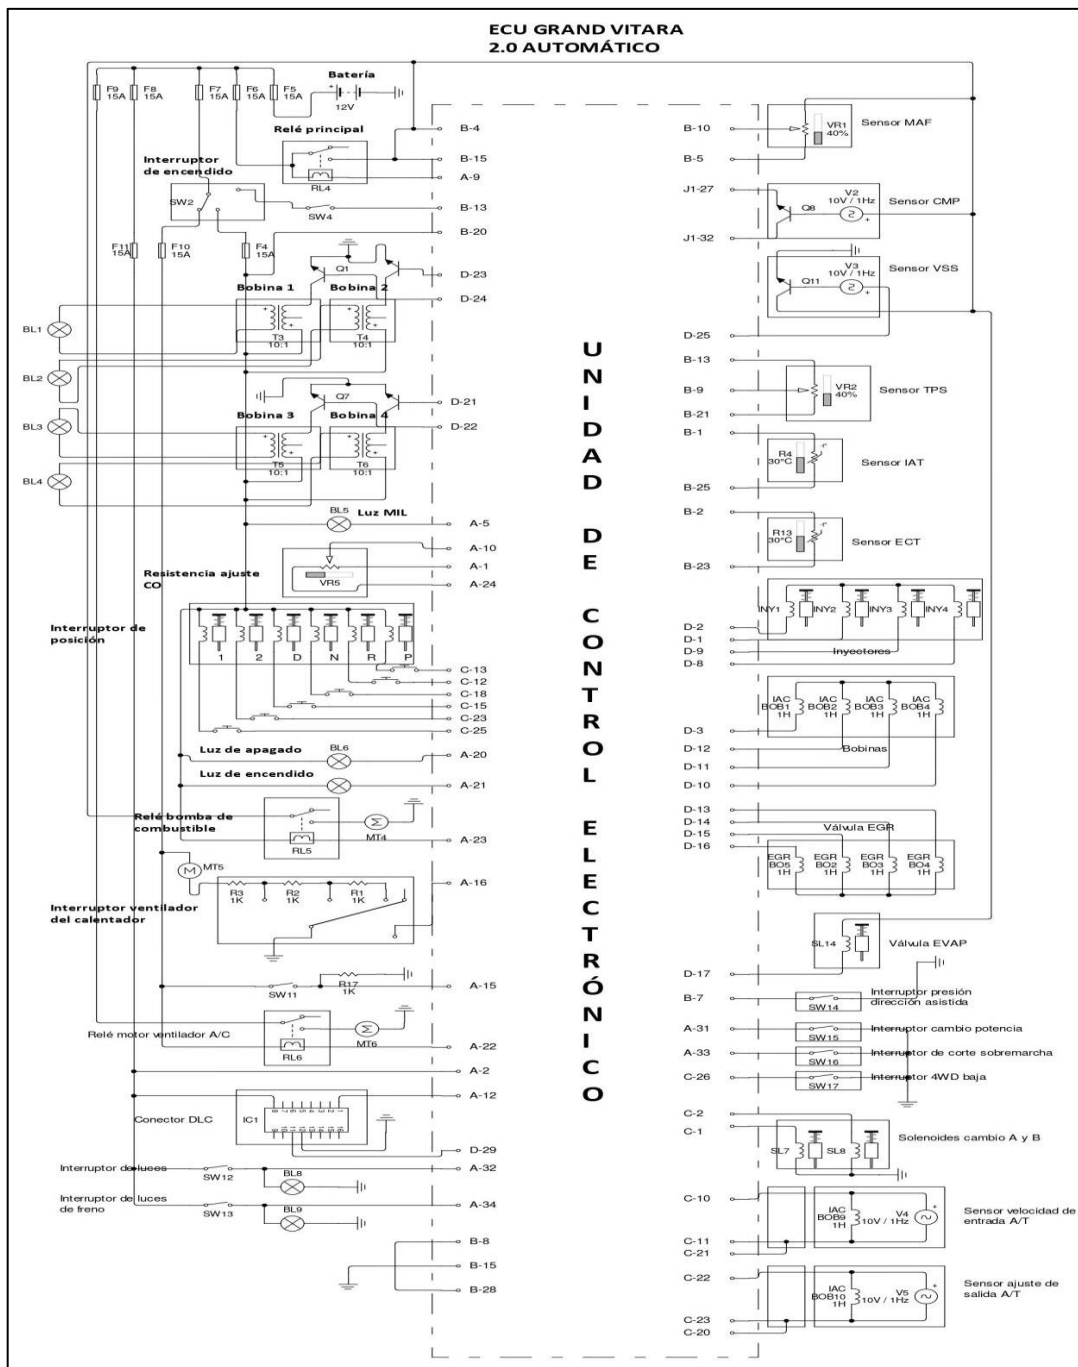 ECU GRAND VITARA
2.0 AUTOMÁTICO
F9
15A
F8
15A
F7
15A
F6
15A
F5
15A
Batería
12V
Relé principal
RL4
Interruptor
de encendido
SW2
SW4
F11
15A
F10
15A
F4
15A
B-4
B-15
A-9
B-13
B-20
D-23
D-24
Q1
Bobina 1
Bobina 2
T3
10:1
T4
10:1
BL1
BL2
BL3
BL4
Q7
D-21
D-22
Bobina 3
Bobina 4
T5
10:1
T6
10:1
BL5
Luz MIL
A-5
A-10
A-1
A-24
Resistencia ajuste
CO
VR5
Interruptor de
posición
1
2
D
N
R
P
C-13
C-12
C-18
C-15
C-23
C-25
Luz de apagado
BL6
A-20
Luz de encendido
A-21
Relé bomba de
combustible
RL5
MT4
A-23
MT5
M
R3
1K
R2
1K
R1
1K
A-16
Interruptor ventilador
del calentador
SW11
R17
1K
A-15
Relé motor ventilador A/C
RL6
MT6
A-22
A-2
A-12
Conector DLC
IC1
D-29
Interruptor de luces
SW12
BL8
A-32
Interruptor de luces
de freno
SW13
BL9
A-34
B-8
B-15
B-28
UNIDAD DE CONTROL ELECTRÓNICO
B-10
B-5
VR1
40%
Sensor MAF
J1-27
J1-32
Q8
V2
10V / 1Hz
Sensor CMP
Q11
V3
10V / 1Hz
Sensor VSS
D-25
B-13
B-9
B-21
VR2
40%
Sensor TPS
B-1
B-25
R4
30°C
Sensor IAT
B-2
B-23
R13
30°C
Sensor ECT
INY1
INY2
INY3
INY4
D-2
D-1
D-9
D-8
Inyectores
IAC
BOB1
1H
IAC
BOB2
1H
IAC
BOB3
1H
IAC
BOB4
1H
D-3
D-12
D-11
D-10
Bobinas
D-13
D-14
D-15
D-16
Válvula EGR
EGR
BO5
1H
EGR
BO2
1H
EGR
BO3
1H
EGR
BO4
1H
SL14
Válvula EVAP
D-17
B-7
SW14
Interruptor presión
dirección asistida
A-31
SW15
Interruptor cambio potencia
A-33
SW16
Interruptor de corte sobremarcha
C-26
SW17
Interruptor 4WD baja
C-2
C-1
SL7
SL8
Solenoides cambio A y B
C-10
C-11
C-21
IAC
BOB9
1H
V4
10V / 1Hz
Sensor velocidad de
entrada A/T
C-22
C-23
C-20
IAC
BOB10
1H
V5
10V / 1Hz
Sensor ajuste de
salida A/T